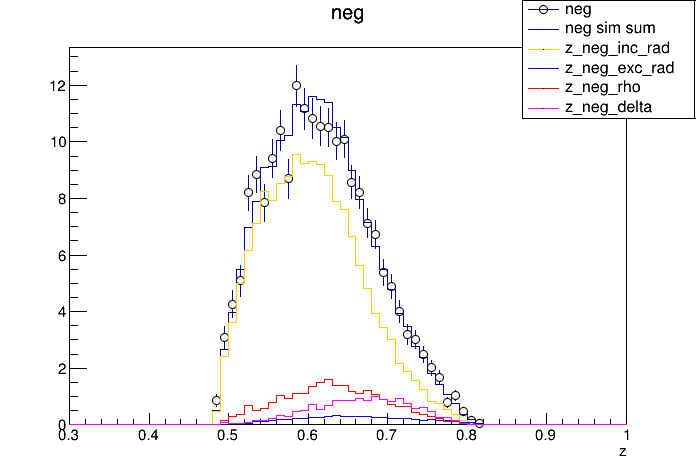 neg
neg
neg sim sum
z_neg_inc_rad
z_neg_exc_rad
z_neg_rho
z_neg_delta
12
10
8
6
4
2
0
0.3 0.4 0.5 0.6 0.7 0.8 0.9 1
z